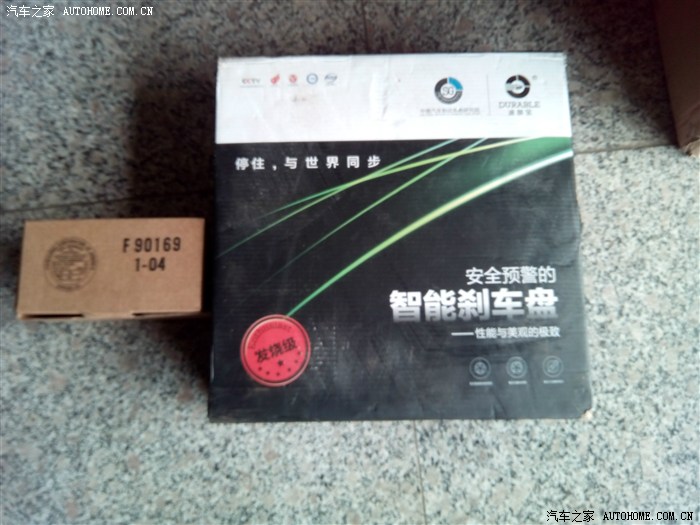 汽车之家 AUTOHOME.COM.CN
CCTV
DURABLE
停住，与世界同步
F 90169
1-04
安全预警的
智能刹车盘
——性能与美观的极致
发烧级
汽车之家 AUTOHOME.COM.CN